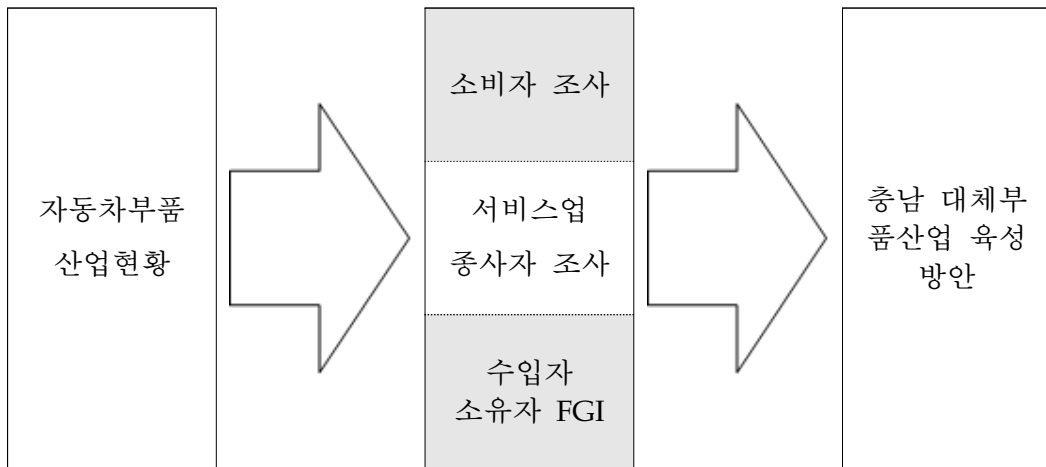 자동차부품
산업현황
소비자 조사
서비스업
종사자 조사
수입자
소유자 FGI
충남 대체부
품산업 육성
방안